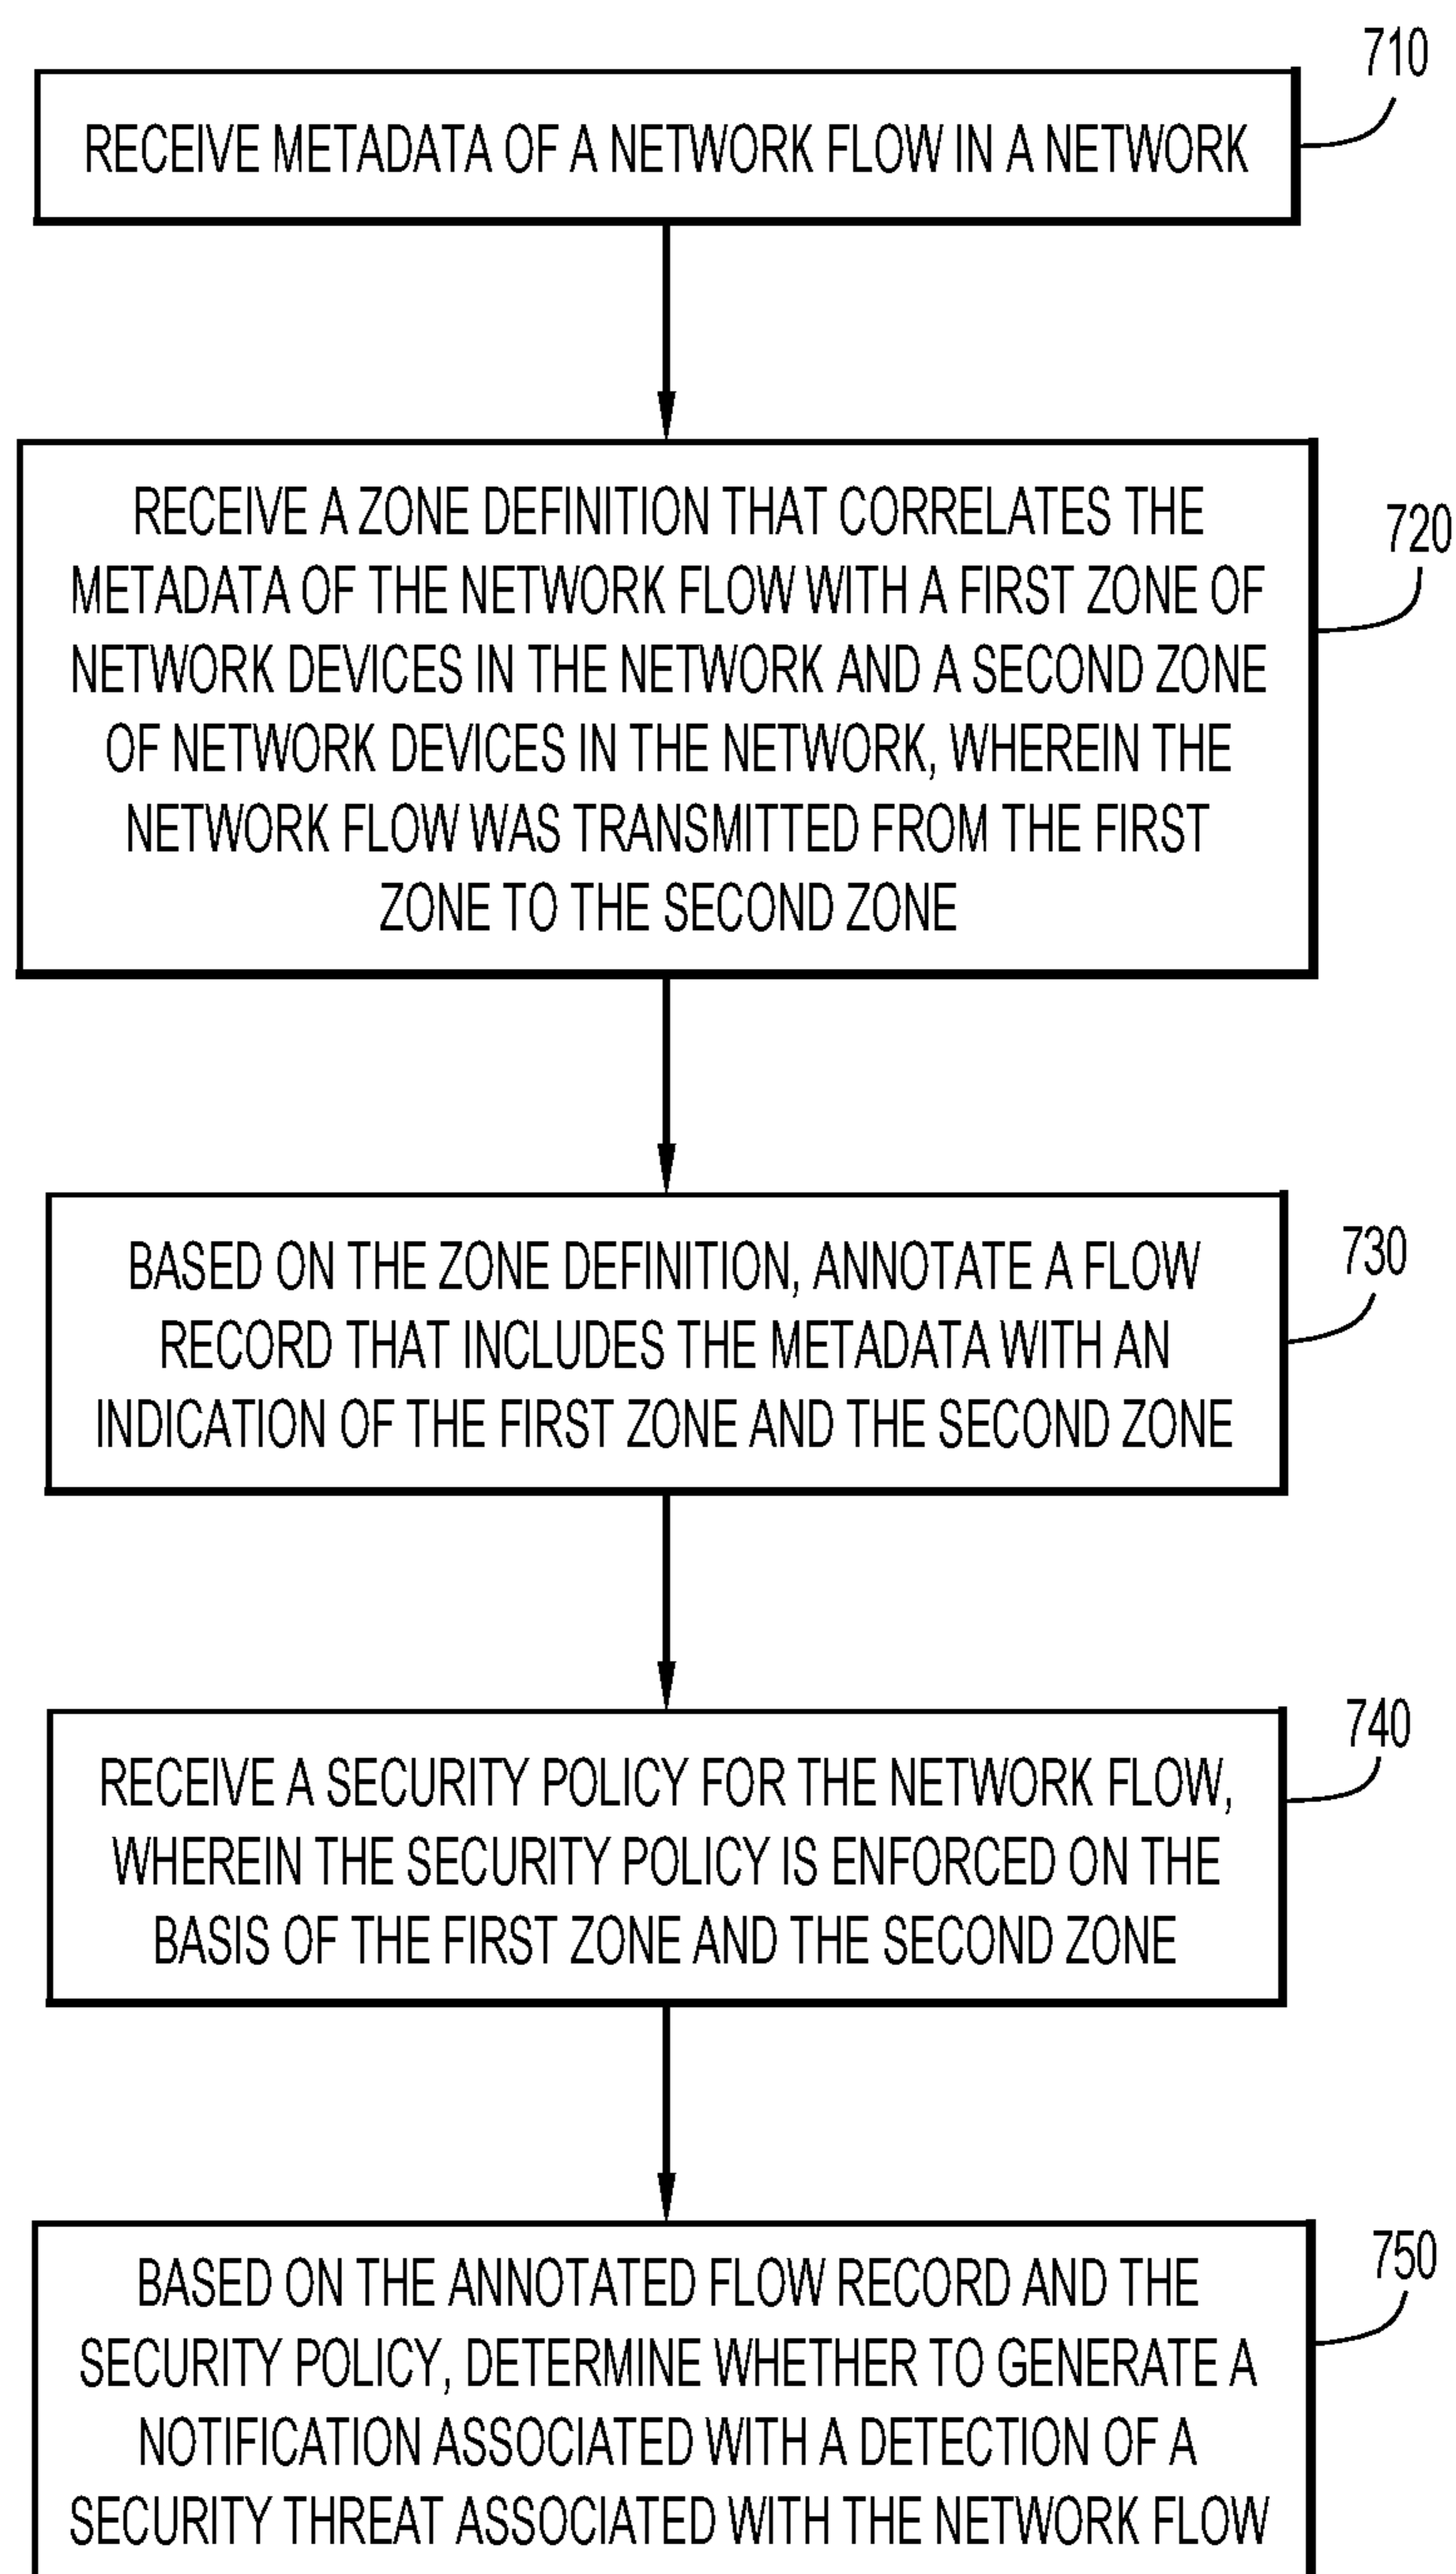 710
RECEIVE METADATA OF A NETWORK FLOW IN A NETWORK
RECEIVE A ZONE DEFINITION THAT CORRELATES THE
METADATA OF THE NETWORK FLOW WITH A FIRST ZONE OF
NETWORK DEVICES IN THE NETWORK AND A SECOND ZONE
OF NETWORK DEVICES IN THE NETWORK, WHEREIN THE
NETWORK FLOW WAS TRANSMITTED FROM THE FIRST
ZONE TO THE SECOND ZONE
720
BASED ON THE ZONE DEFINITION, ANNOTATE A FLOW
RECORD THAT INCLUDES THE METADATA WITH AN
INDICATION OF THE FIRST ZONE AND THE SECOND ZONE
730
RECEIVE A SECURITY POLICY FOR THE NETWORK FLOW,
WHEREIN THE SECURITY POLICY IS ENFORCED ON THE
BASIS OF THE FIRST ZONE AND THE SECOND ZONE
740
BASED ON THE ANNOTATED FLOW RECORD AND THE
SECURITY POLICY, DETERMINE WHETHER TO GENERATE A
NOTIFICATION ASSOCIATED WITH A DETECTION OF A
SECURITY THREAT ASSOCIATED WITH THE NETWORK FLOW
750